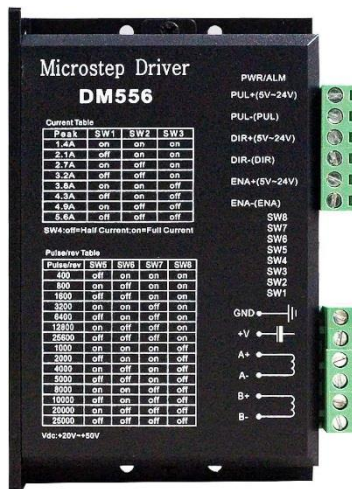 Microstep Driver
DM556
Current Table
Peak SW1 SW2 SW3
1.4A on on on
2.1A off on on
2.7A on off on
3.2A off off on
3.8A on on off
4.3A off on off
4.9A on off off
5.6A off off off
SW4:off=Half Current;on=Full Current
Pulse/rev Table
Pulse/rev SW5 SW6 SW7 SW8
400 off on on on
800 on off on on
1600 off off on on
3200 on on off on
6400 off on off on
12800 on off off on
25600 off off off on
1000 on on on off
2000 off on on off
4000 on off on off
5000 off off on off
8000 on on off off
10000 off on off off
20000 on off off off
25000 off off off off
Vdc:+20V~+50V
PWR/ALM
PUL+(5V~24V)
PUL-(PUL)
DIR+(5V~24V)
DIR-(DIR)
ENA+(5V~24V)
ENA-(ENA)
SW8
SW7
SW6
SW5
SW4
SW3
SW2
SW1
GND
+V
A+
A-
B+
B-